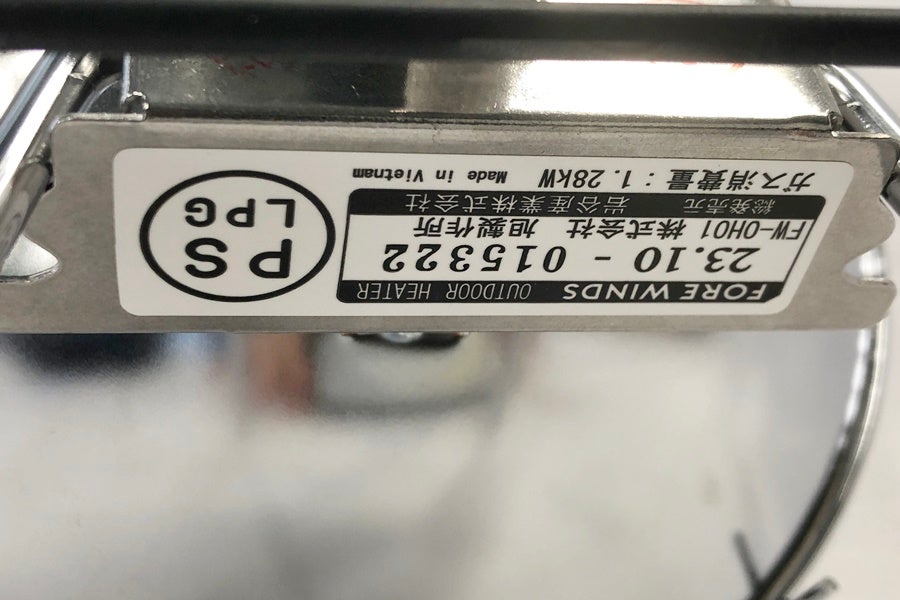 FORE WINDS OUTDOOR HEATER
23.10 - 015322
FW-OH01 株式会社 旭製作所
総発売元 岩谷産業株式会社
ガス消費量：1.28kW Made in Vietnam
PS
LPG